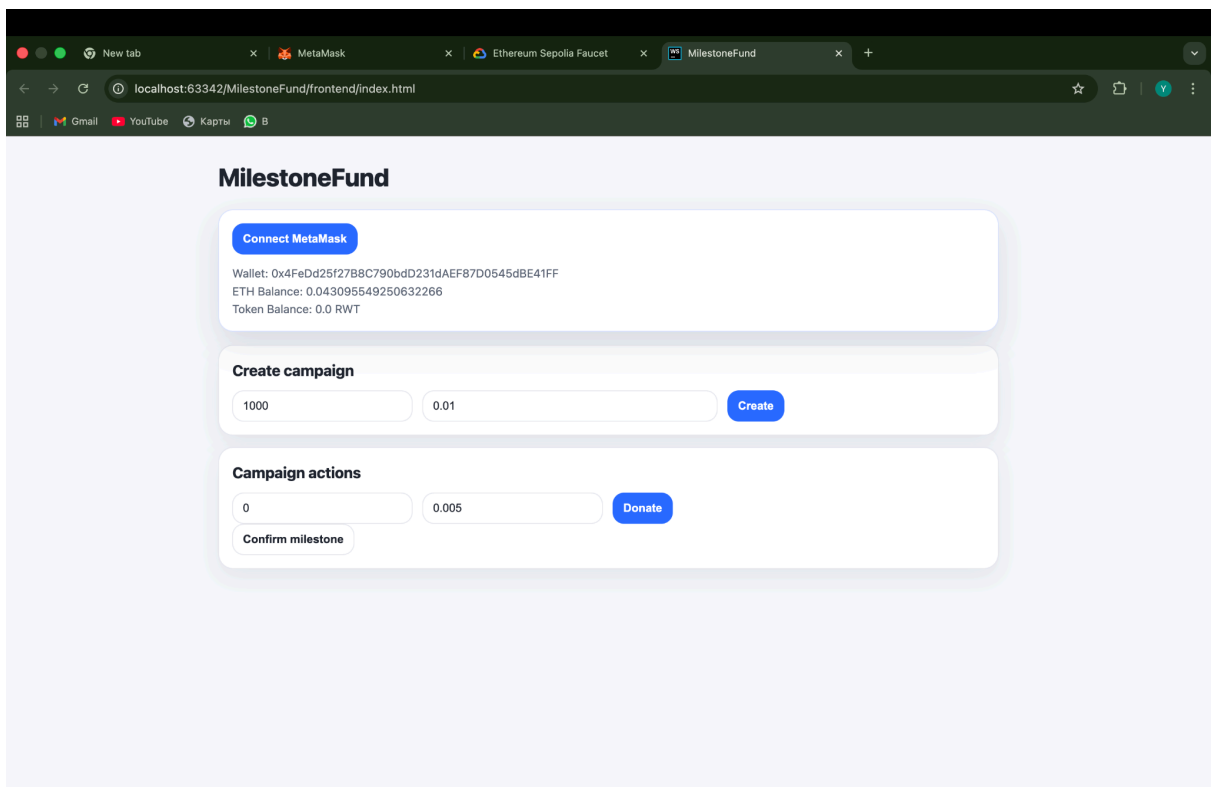 New tab
MetaMask
Ethereum Sepolia Faucet
WS MilestoneFund
localhost:63342/MilestoneFund/frontend/index.html
Y
Gmail YouTube Карты В
MilestoneFund
Connect MetaMask
Wallet: 0x4FeDd25f27B8C790bdD231dAEF87D0545dBE41FF
ETH Balance: 0.043095549250632266
Token Balance: 0.0 RWT
Create campaign
1000 0.01 Create
Campaign actions
0 0.005 Donate
Confirm milestone